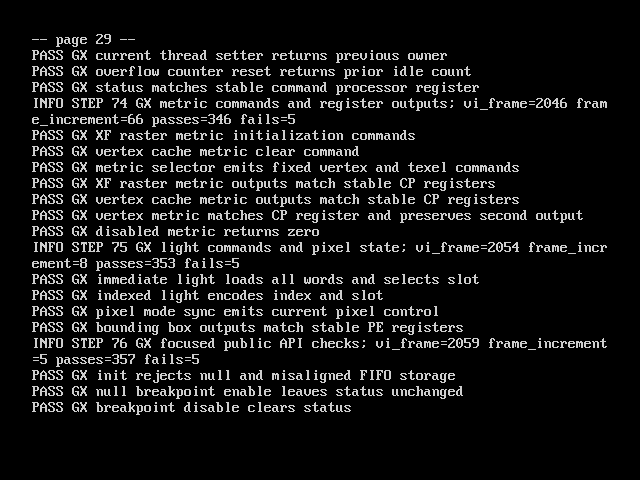 -- page 29 --
PASS GX current thread setter returns previous owner
PASS GX overflow counter reset returns prior idle count
PASS GX status matches stable command processor register
INFO STEP 74 GX metric commands and register outputs; vi_frame=2046 fram
e_increment=66 passes=346 fails=5
PASS GX XF raster metric initialization commands
PASS GX vertex cache metric clear command
PASS GX metric selector emits fixed vertex and texel commands
PASS GX XF raster metric outputs match stable CP registers
PASS GX vertex cache metric outputs match stable CP registers
PASS GX vertex metric matches CP register and preserves second output
PASS GX disabled metric returns zero
INFO STEP 75 GX light commands and pixel state; vi_frame=2054 frame_incr
ement=8 passes=353 fails=5
PASS GX immediate light loads all words and selects slot
PASS GX indexed light encodes index and slot
PASS GX pixel mode sync emits current pixel control
PASS GX bounding box outputs match stable PE registers
INFO STEP 76 GX focused public API checks; vi_frame=2059 frame_increment
=5 passes=357 fails=5
PASS GX init rejects null and misaligned FIFO storage
PASS GX null breakpoint enable leaves status unchanged
PASS GX breakpoint disable clears status